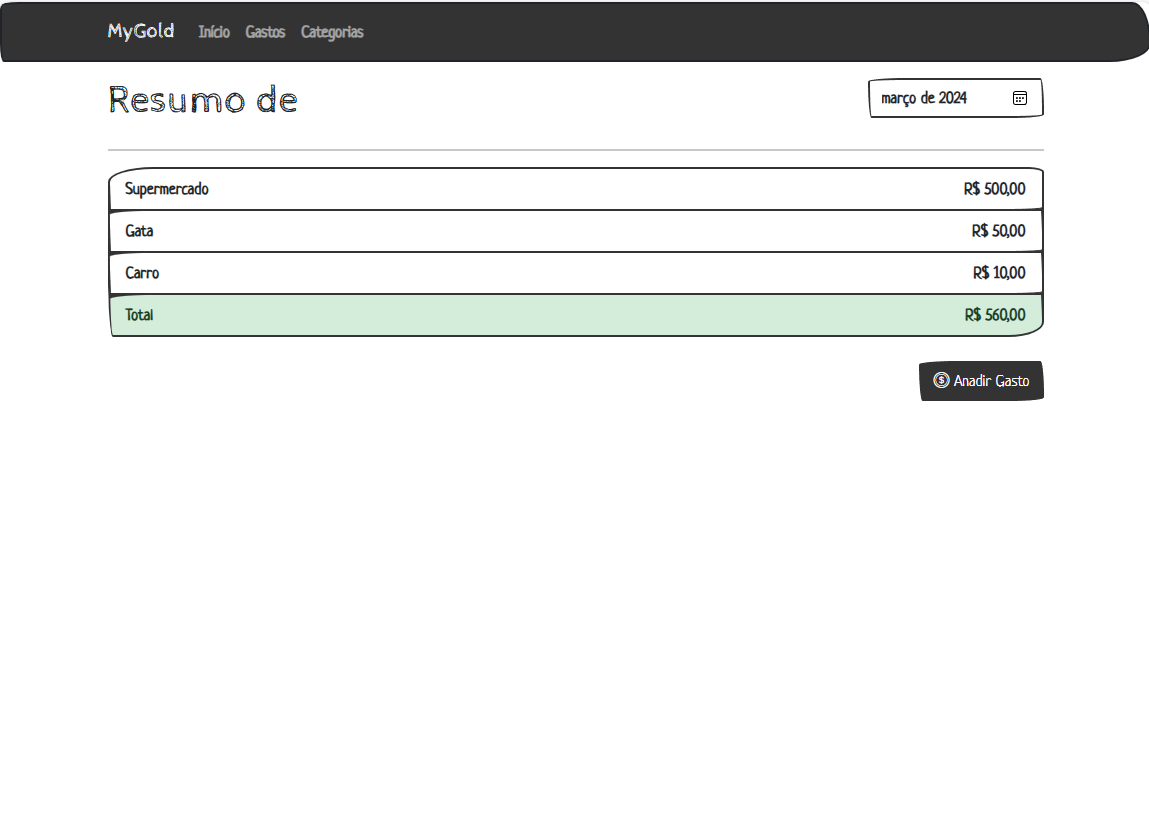 MyGold Início Gastos Categorias
Resumo de março de 2024
Supermercado R$ 500,00
Gata R$ 50,00
Carro R$ 10,00
Total R$ 560,00
Anadir Gasto